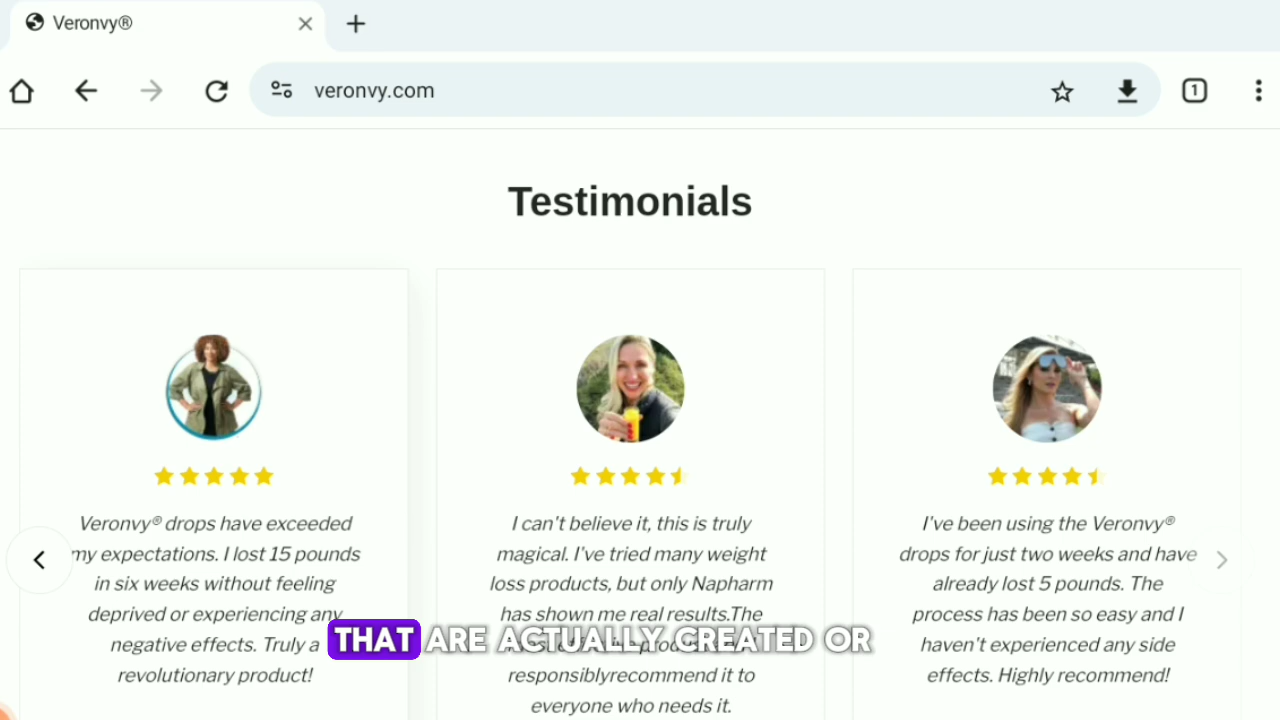 Veronvy®
veronvy.com
1
Testimonials
Veronvy® drops have exceeded
my expectations. I lost 15 pounds
in six weeks without feeling
deprived or experiencing any
negative effects. Truly a
revolutionary product!
I can't believe it, this is truly
magical. I've tried many weight
loss products, but only Napharm
has shown me real results.The
responsiblyrecommend it to
everyone who needs it.
I've been using the Veronvy®
drops for just two weeks and have
already lost 5 pounds. The
process has been so easy and I
haven't experienced any side
effects. Highly recommend!
THAT ARE ACTUALLY CREATED OR